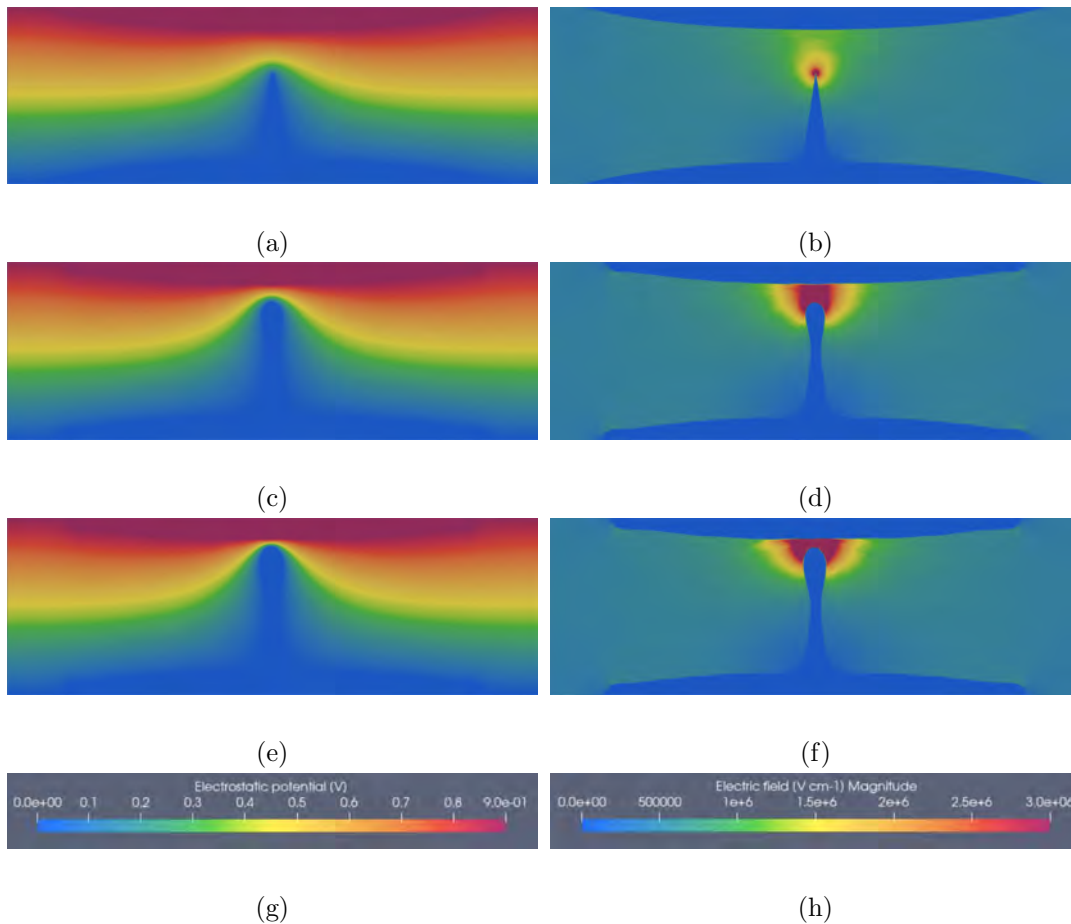 (a) (b)
(c) (d)
(e) (f)
Electrostatic potential (V)
0.0e+00 0.1 0.2 0.3 0.4 0.5 0.6 0.7 0.8 9.0e-01
Electric field (V cm-1) Magnitude
0.0e+00 500000 1e+6 1.5e+6 2e+6 2.5e+6 3.0e+06
(g) (h)